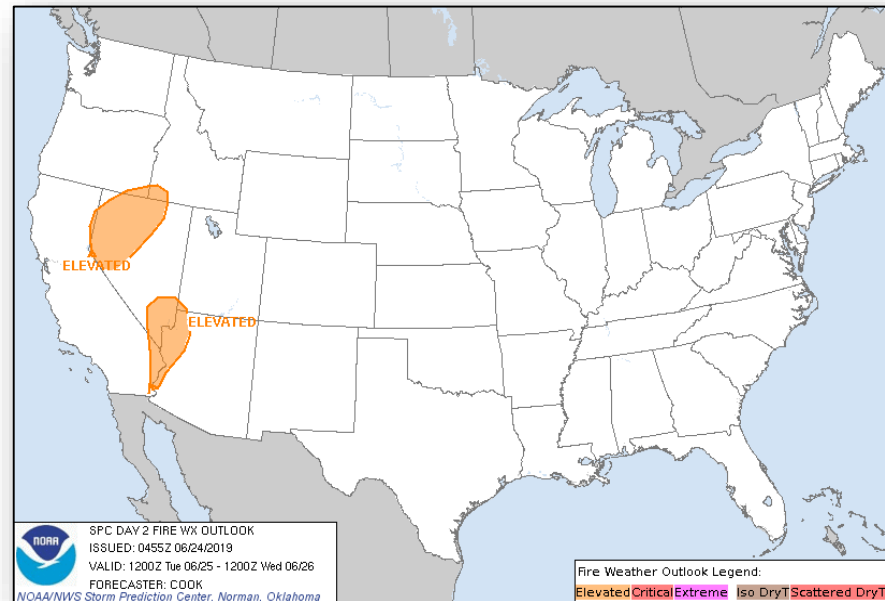 ELEVATED
ELEVATED
NOAA
SPC DAY 2 FIRE WX OUTLOOK
ISSUED: 0455Z 06/24/2019
VALID: 1200Z Tue 06/25 - 1200Z Wed 06/26
FORECASTER: COOK
NOAA/NWS Storm Prediction Center, Norman, Oklahoma
Fire Weather Outlook Legend:
Elevated Critical Extreme Iso DryT Scattered DryT